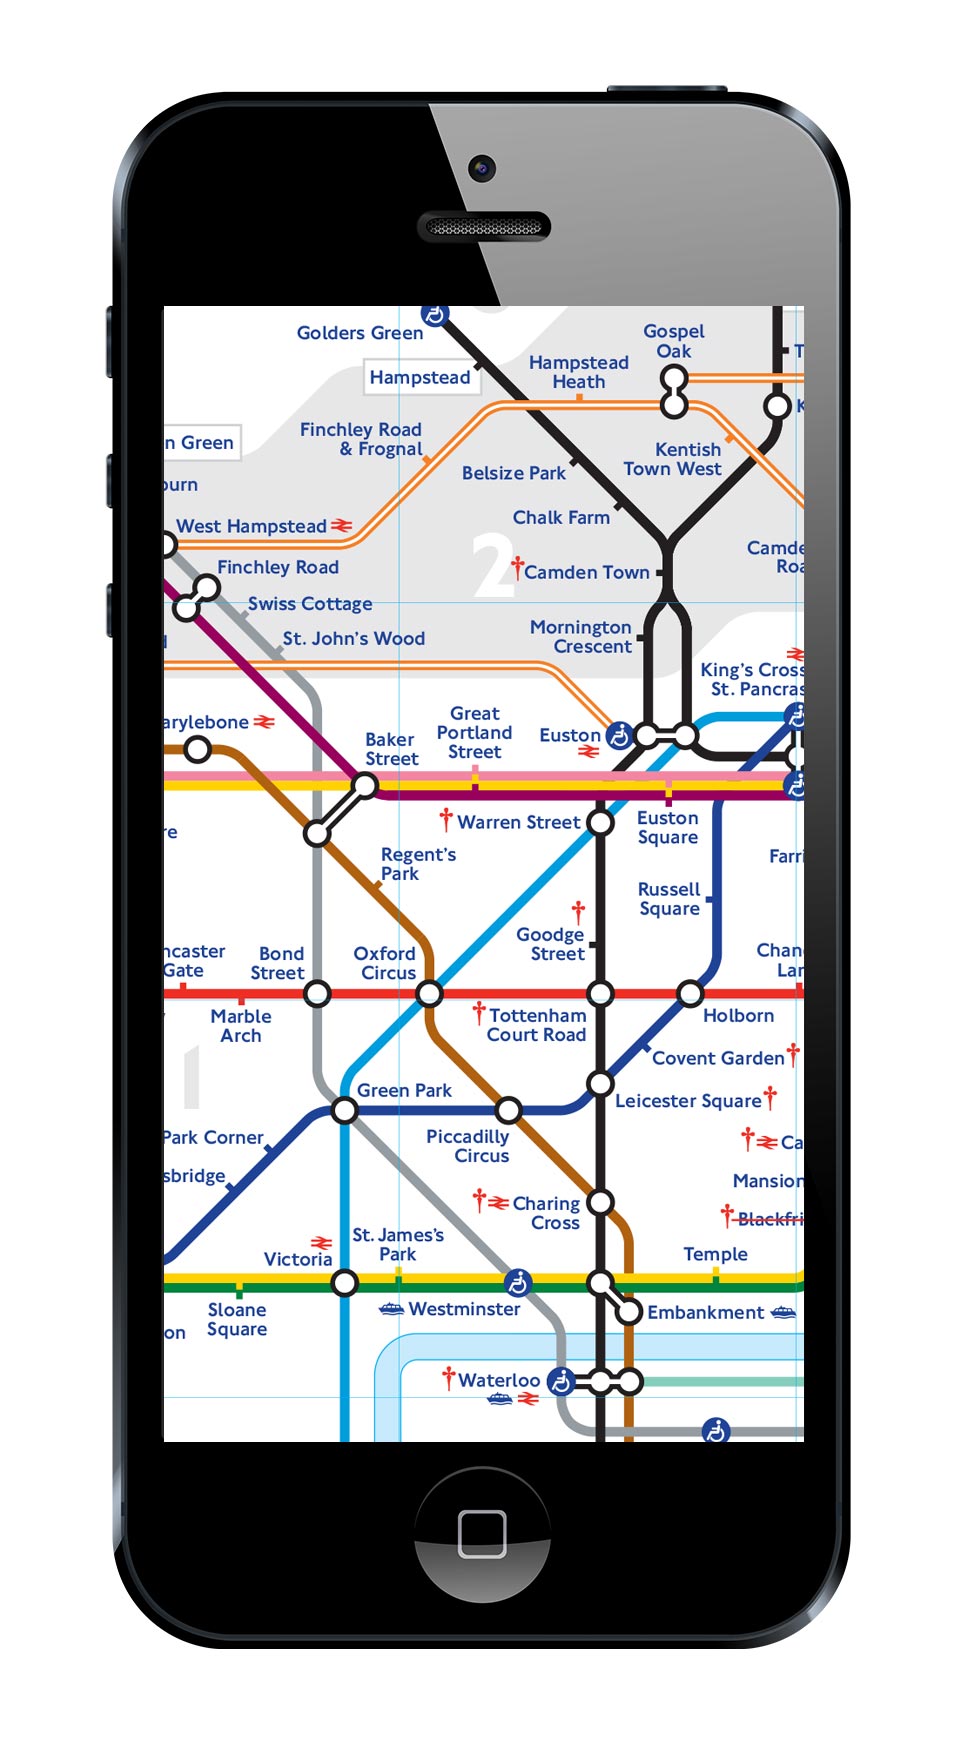 Golders Green
Gospel
Oak
T
Hampstead
Hampstead
Heath
K
n Green
Finchley Road
& Frognal
Kentish
Town West
Belsize Park
burn
Chalk Farm
West Hampstead
2
Camde
Roa
Finchley Road
Camden Town
Swiss Cottage
St. John's Wood
Mornington
Crescent
d
King's Cross
St. Pancras
arylebone
Great
Portland
Street
Euston
Baker
Street
re
Warren Street
Euston
Square
Regent's
Park
Farri
Russell
Square
Goodge
Street
ncaster
Gate
Bond
Street
Oxford
Circus
Chanc
Lan
Marble
Arch
Tottenham
Court Road
Holborn
1
Covent Garden
Green Park
Leicester Square
Park Corner
Piccadilly
Circus
Ca
sbridge
Mansion
Charing
Cross
Blackfri
Victoria
St. James's
Park
Temple
Sloane
Square
Westminster
Embankment
on
Waterloo